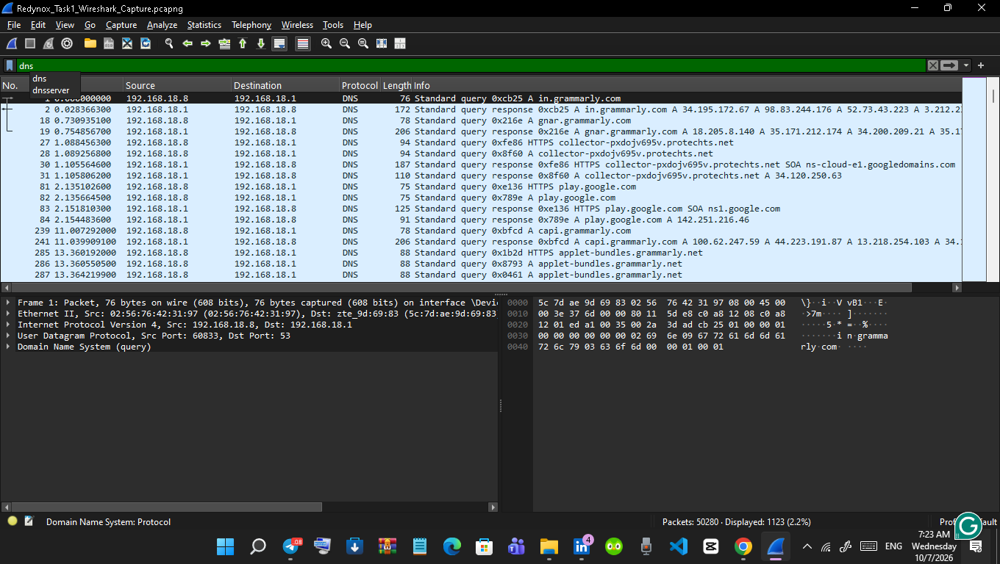 Redynox_Task1_Wireshark_Capture.pcapng
File Edit View Go Capture Analyze Statistics Telephony Wireless Tools Help
dns
dns
dnsserver
No. Source Destination Protocol Length Info
1 0.000000000 192.168.18.8 192.168.18.1 DNS 76 Standard query 0xcb25 A in.grammarly.com
2 0.028366300 192.168.18.1 192.168.18.8 DNS 172 Standard query response 0xcb25 A in.grammarly.com A 34.195.172.67 A 98.83.244.176 A 52.73.43.223 A 3.212.2
18 0.730935100 192.168.18.8 192.168.18.1 DNS 78 Standard query 0x216e A gnar.grammarly.com
19 0.754856700 192.168.18.1 192.168.18.8 DNS 206 Standard query response 0x216e A gnar.grammarly.com A 18.205.8.140 A 35.171.212.174 A 34.200.209.21 A 35.1
27 1.088456300 192.168.18.8 192.168.18.1 DNS 94 Standard query 0xfe86 HTTPS collector-pxdojv695v.protechts.net
28 1.089256800 192.168.18.8 192.168.18.1 DNS 94 Standard query 0x8f60 A collector-pxdojv695v.protechts.net
30 1.105564600 192.168.18.1 192.168.18.8 DNS 187 Standard query response 0xfe86 HTTPS collector-pxdojv695v.protechts.net SOA ns-cloud-e1.googledomains.com
31 1.105806200 192.168.18.1 192.168.18.8 DNS 110 Standard query response 0x8f60 A collector-pxdojv695v.protechts.net A 34.120.250.63
81 2.135102600 192.168.18.8 192.168.18.1 DNS 75 Standard query 0xe136 HTTPS play.google.com
82 2.135664500 192.168.18.8 192.168.18.1 DNS 75 Standard query 0x789e A play.google.com
83 2.151810300 192.168.18.1 192.168.18.8 DNS 125 Standard query response 0xe136 HTTPS play.google.com SOA ns1.google.com
84 2.154483600 192.168.18.1 192.168.18.8 DNS 91 Standard query response 0x789e A play.google.com A 142.251.216.46
239 11.007292000 192.168.18.8 192.168.18.1 DNS 78 Standard query 0xbfcd A capi.grammarly.com
241 11.039909100 192.168.18.1 192.168.18.8 DNS 206 Standard query response 0xbfcd A capi.grammarly.com A 100.62.247.59 A 44.223.191.87 A 13.218.254.103 A 34.
285 13.360192000 192.168.18.8 192.168.18.1 DNS 88 Standard query 0x1b2d HTTPS applet-bundles.grammarly.net
286 13.360550500 192.168.18.8 192.168.18.1 DNS 88 Standard query 0x8793 A applet-bundles.grammarly.net
287 13.364219900 192.168.18.8 192.168.18.1 DNS 88 Standard query 0x0461 A applet-bundles.grammarly.net
Frame 1: Packet, 76 bytes on wire (608 bits), 76 bytes captured (608 bits) on interface \Devi
Ethernet II, Src: 02:56:76:42:31:97 (02:56:76:42:31:97), Dst: zte_9d:69:83 (5c:7d:ae:9d:69:83
Internet Protocol Version 4, Src: 192.168.18.8, Dst: 192.168.18.1
User Datagram Protocol, Src Port: 60833, Dst Port: 53
Domain Name System (query)
0000 5c 7d ae 9d 69 83 02 56 76 42 31 97 08 00 45 00 \}··i··V vB1···E·
0010 00 3e 37 6d 00 00 80 11 5d e8 c0 a8 12 08 c0 a8 ·>7m···· ]·······
0020 12 01 ed a1 00 35 00 2a 3d ad cb 25 01 00 00 01 ·····5·* =··%····
0030 00 00 00 00 00 00 02 69 6e 09 67 72 61 6d 6d 61 ·······i n·gramma
0040 72 6c 79 03 63 6f 6d 00 00 01 00 01 rly·com· ····
Domain Name System: Protocol
Packets: 50280 · Displayed: 1123 (2.2%)
.08
4
ENG
7:23 AM
Wednesday
10/7/2026